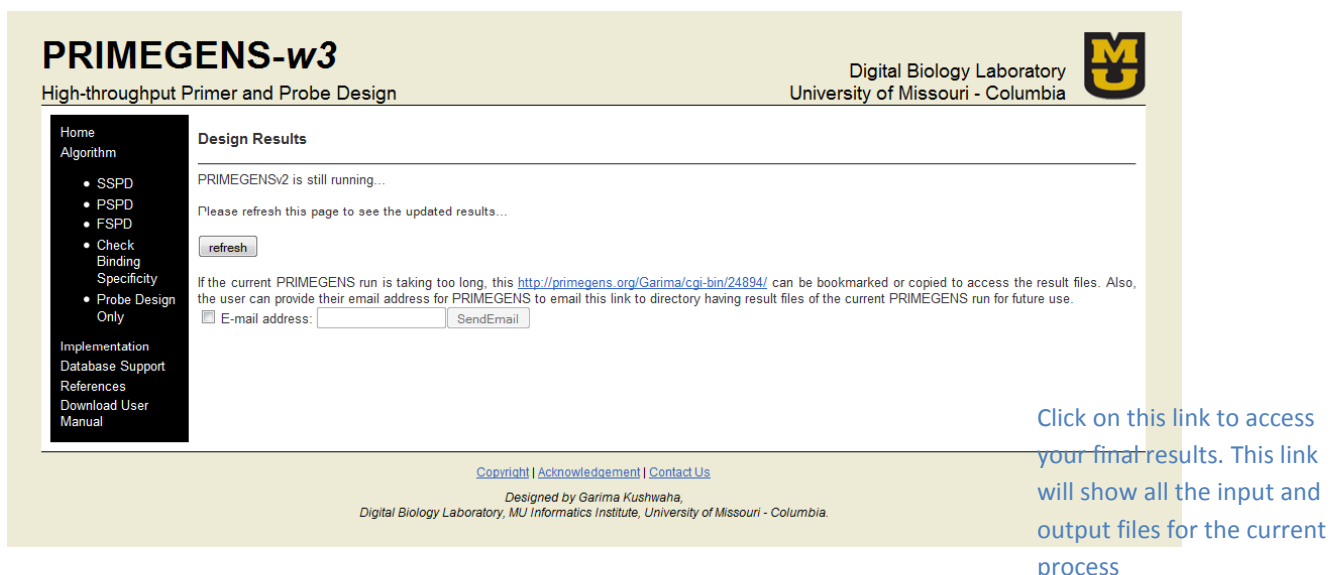 PRIMEGENS-w3
High-throughput Primer and Probe Design
Digital Biology Laboratory
University of Missouri - Columbia
MU
Home
Algorithm
• SSPD
• PSPD
• FSPD
• Check
Binding
Specificity
• Probe Design
Only
Implementation
Database Support
References
Download User
Manual
Design Results
PRIMEGENSv2 is still running...
Please refresh this page to see the updated results...
refresh
If the current PRIMEGENS run is taking too long, this http://primegens.org/Garima/cgi-bin/24894/ can be bookmarked or copied to access the result files. Also,
the user can provide their email address for PRIMEGENS to email this link to directory having result files of the current PRIMEGENS run for future use.
E-mail address: SendEmail
Copyright | Acknowledgement | Contact Us
Designed by Garima Kushwaha,
Digital Biology Laboratory, MU Informatics Institute, University of Missouri - Columbia.
Click on this link to access
your final results. This link
will show all the input and
output files for the current
process